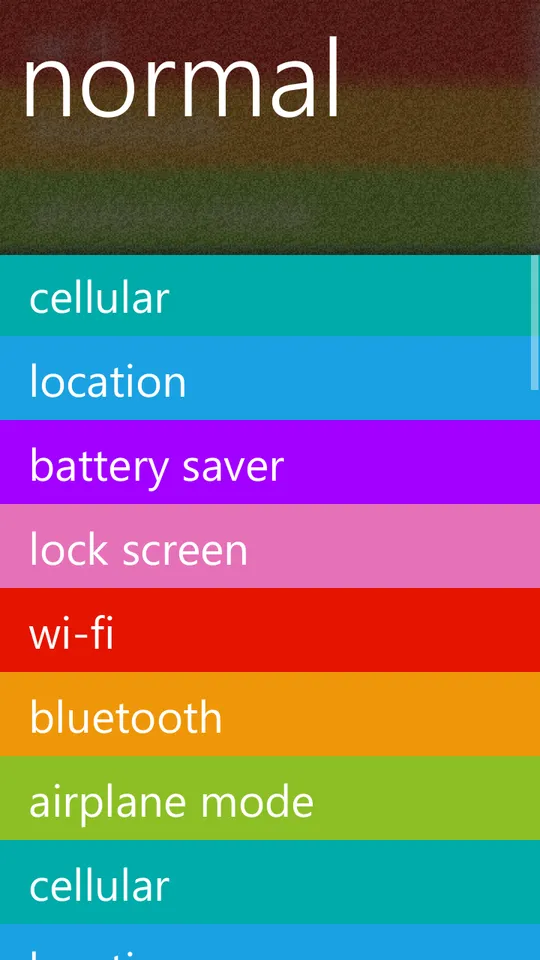 normal
cellular
location
battery saver
lock screen
wi-fi
bluetooth
airplane mode
cellular